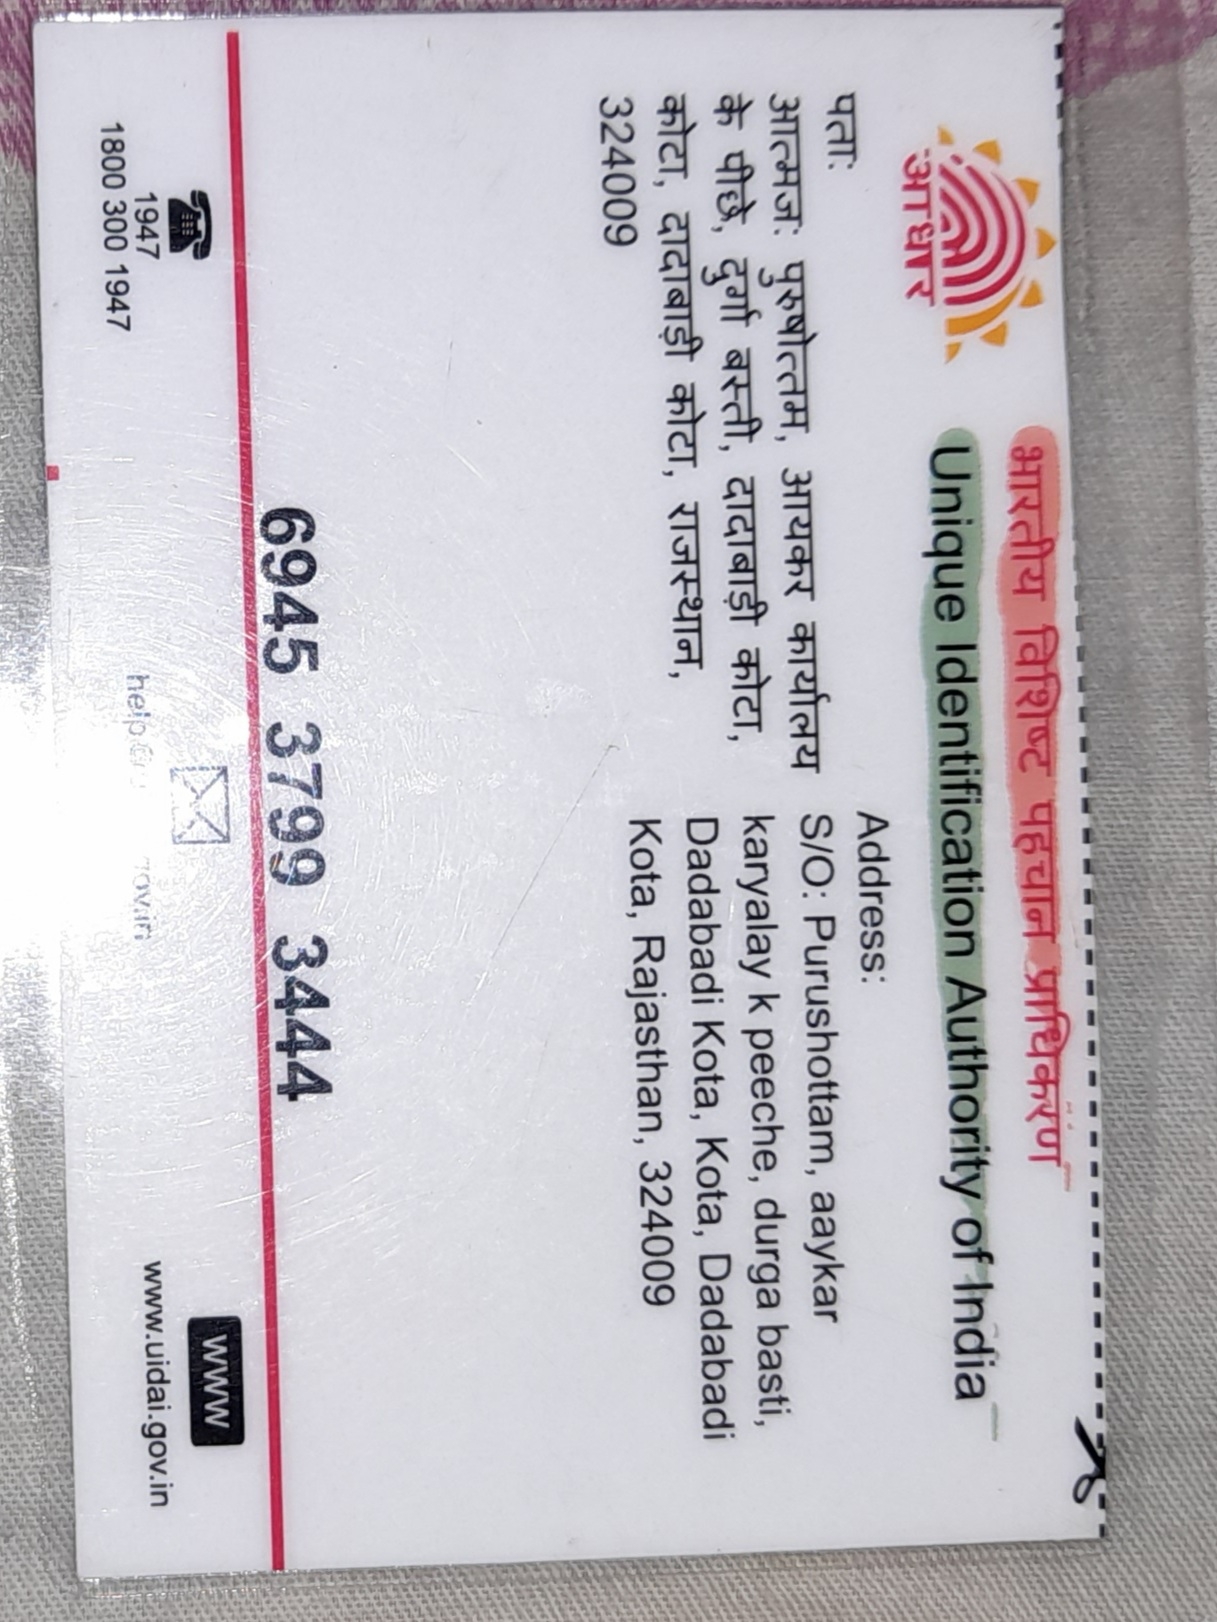 आधार
भारतीय विशिष्ट पहचान प्राधिकरण
Unique Identification Authority of India
पता:
आत्मज: पुरुषोत्तम, आयकर कार्यालय
के पीछे, दुर्गा बस्ती, दादाबाड़ी कोटा,
कोटा, दादाबाड़ी कोटा, राजस्थान,
324009
Address:
S/O: Purushottam, aaykar
karyalay k peeche, durga basti,
Dadabadi Kota, Kota, Dadabadi
Kota, Rajasthan, 324009
6945 3799 3444
1947
1800 300 1947
help@ gov.in
WWW
www.uidai.gov.in